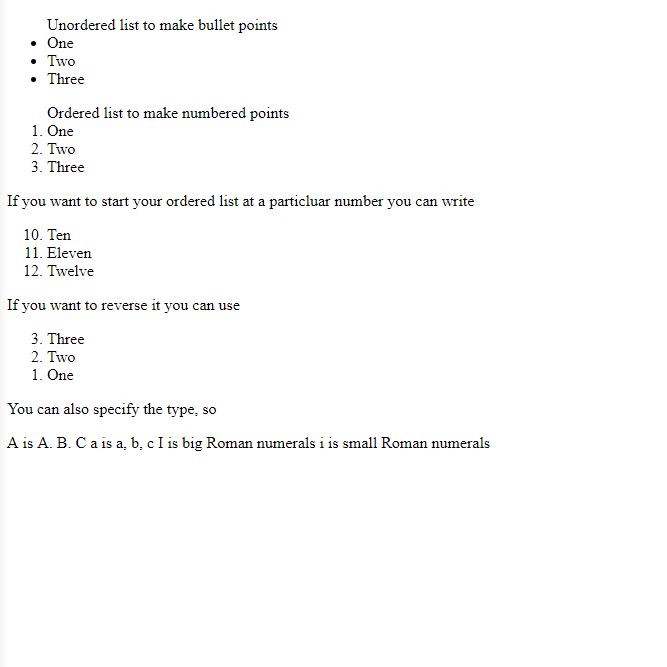 Unordered list to make bullet points
• One
• Two
• Three
Ordered list to make numbered points
1. One
2. Two
3. Three
If you want to start your ordered list at a particluar number you can write
10. Ten
11. Eleven
12. Twelve
If you want to reverse it you can use
3. Three
2. Two
1. One
You can also specify the type, so
A is A. B. C a is a, b, c I is big Roman numerals i is small Roman numerals